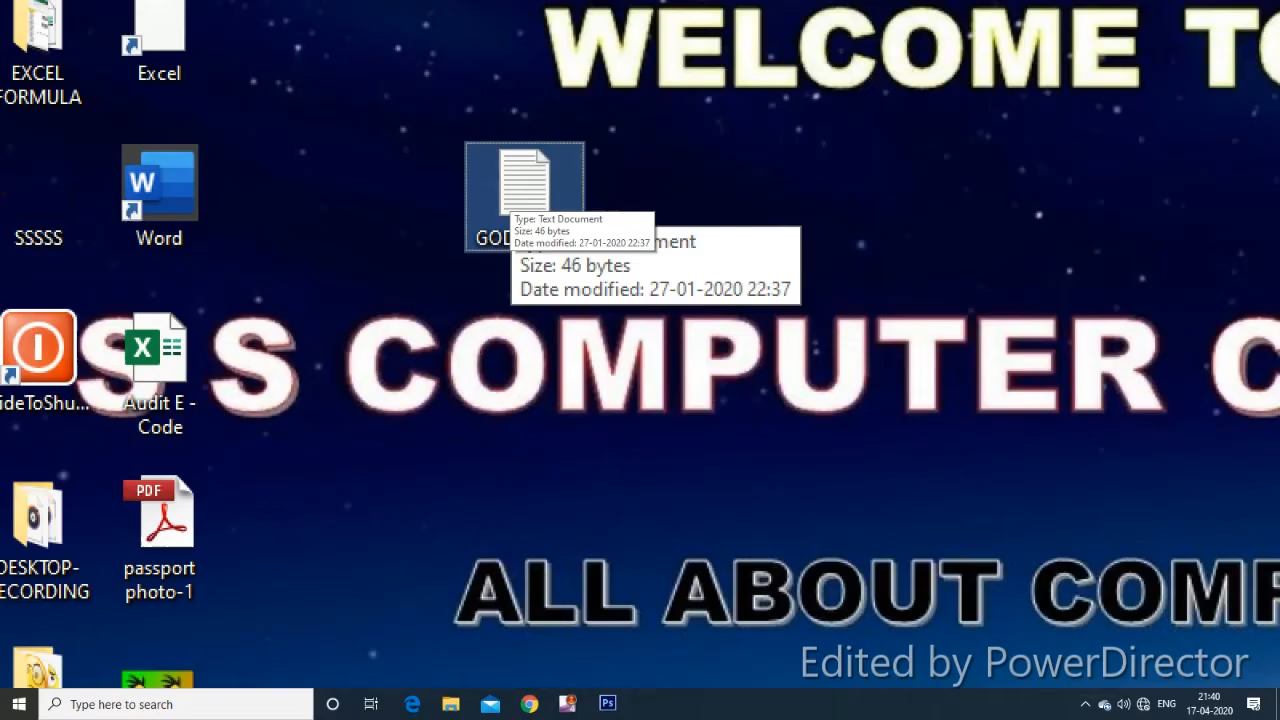 WELCOME TO
EXCEL
FORMULA
Excel
SSSSS
W
Word
GOD
Type: Text Document
Size: 46 bytes
Date modified: 27-01-2020 22:37
ment
Size: 46 bytes
Date modified: 27-01-2020 22:37
S S COMPUTER C
ideToShu...
X
Audit E -
Code
DESKTOP-
ECORDING
PDF
passport
photo-1
ALL ABOUT COMP
Edited by PowerDirector
Type here to search
Ps
ENG
21:40
17-04-2020